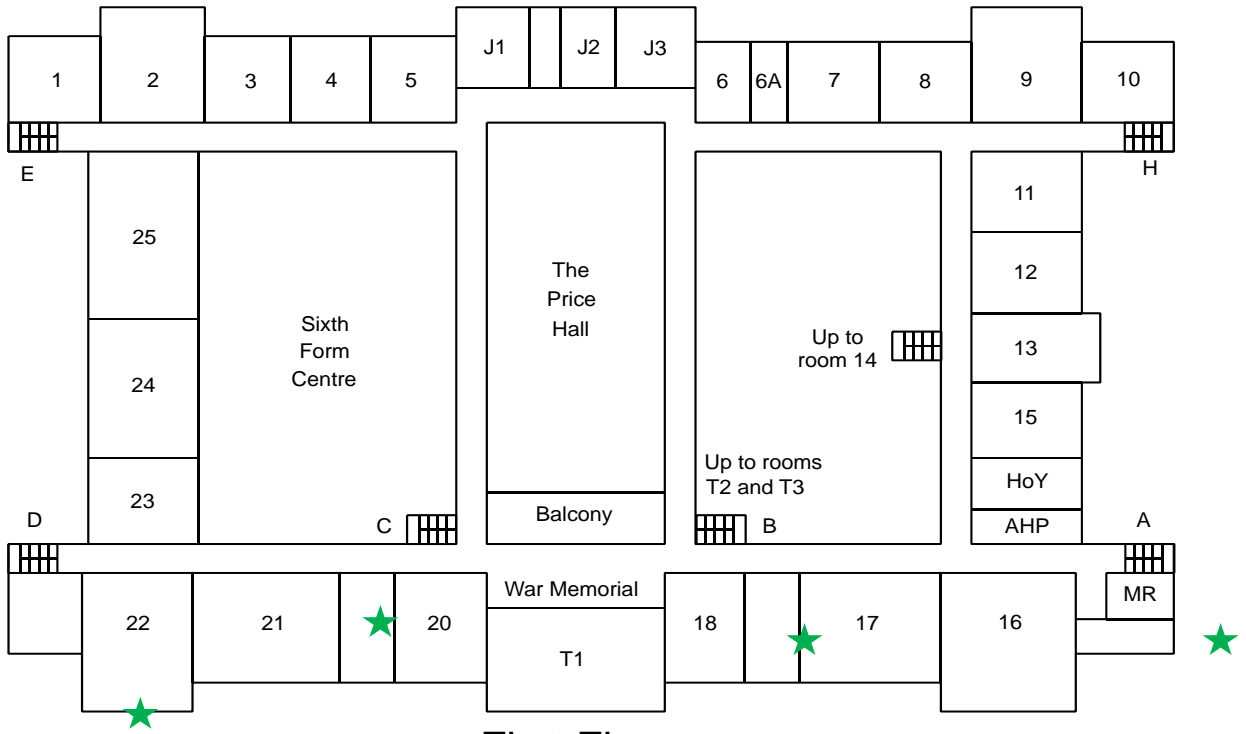 J1
J2
J3
1
2
3
4
5
6
6A
7
8
9
10
E
H
11
25
12
The
Price
Hall
Sixth
Form
Centre
Up to
room 14
13
24
15
Up to rooms
T2 and T3
HoY
23
Balcony
D
C
B
AHP
A
War Memorial
MR
22
21
20
18
17
16
T1